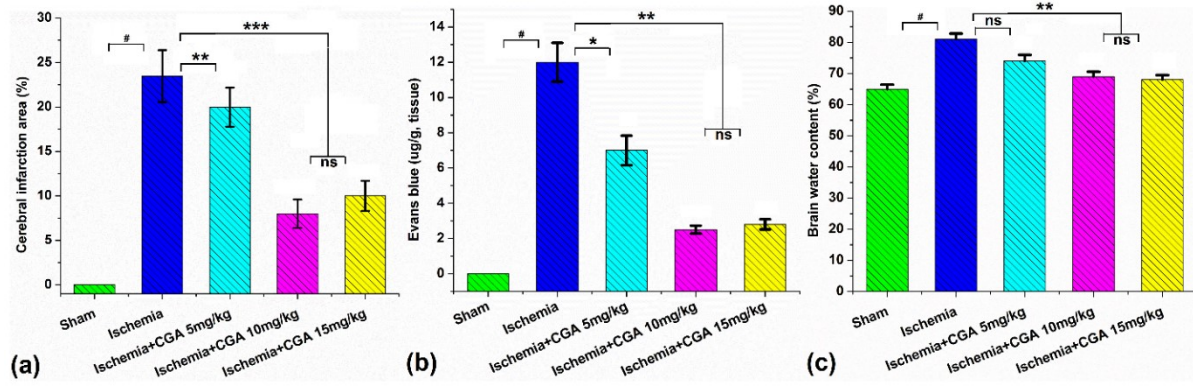 30
25
20
15
10
5
0
Cerebral infarction area (%)
#
***
**
ns
Sham
Ischemia
Ischemia+CGA 5mg/kg
Ischemia+CGA 10mg/kg
Ischemia+CGA 15mg/kg
(a)
14
12
10
8
6
4
2
0
Evans blue (ug/g, tissue)
#
**
*
ns
Sham
Ischemia
Ischemia+CGA 5mg/kg
Ischemia+CGA 10mg/kg
Ischemia+CGA 15mg/kg
(b)
90
80
70
60
50
40
30
20
10
0
Brain water content (%)
#
ns
**
ns
Sham
Ischemia
Ischemia+CGA 5mg/kg
Ischemia+CGA 10mg/kg
Ischemia+CGA 15mg/kg
(c)